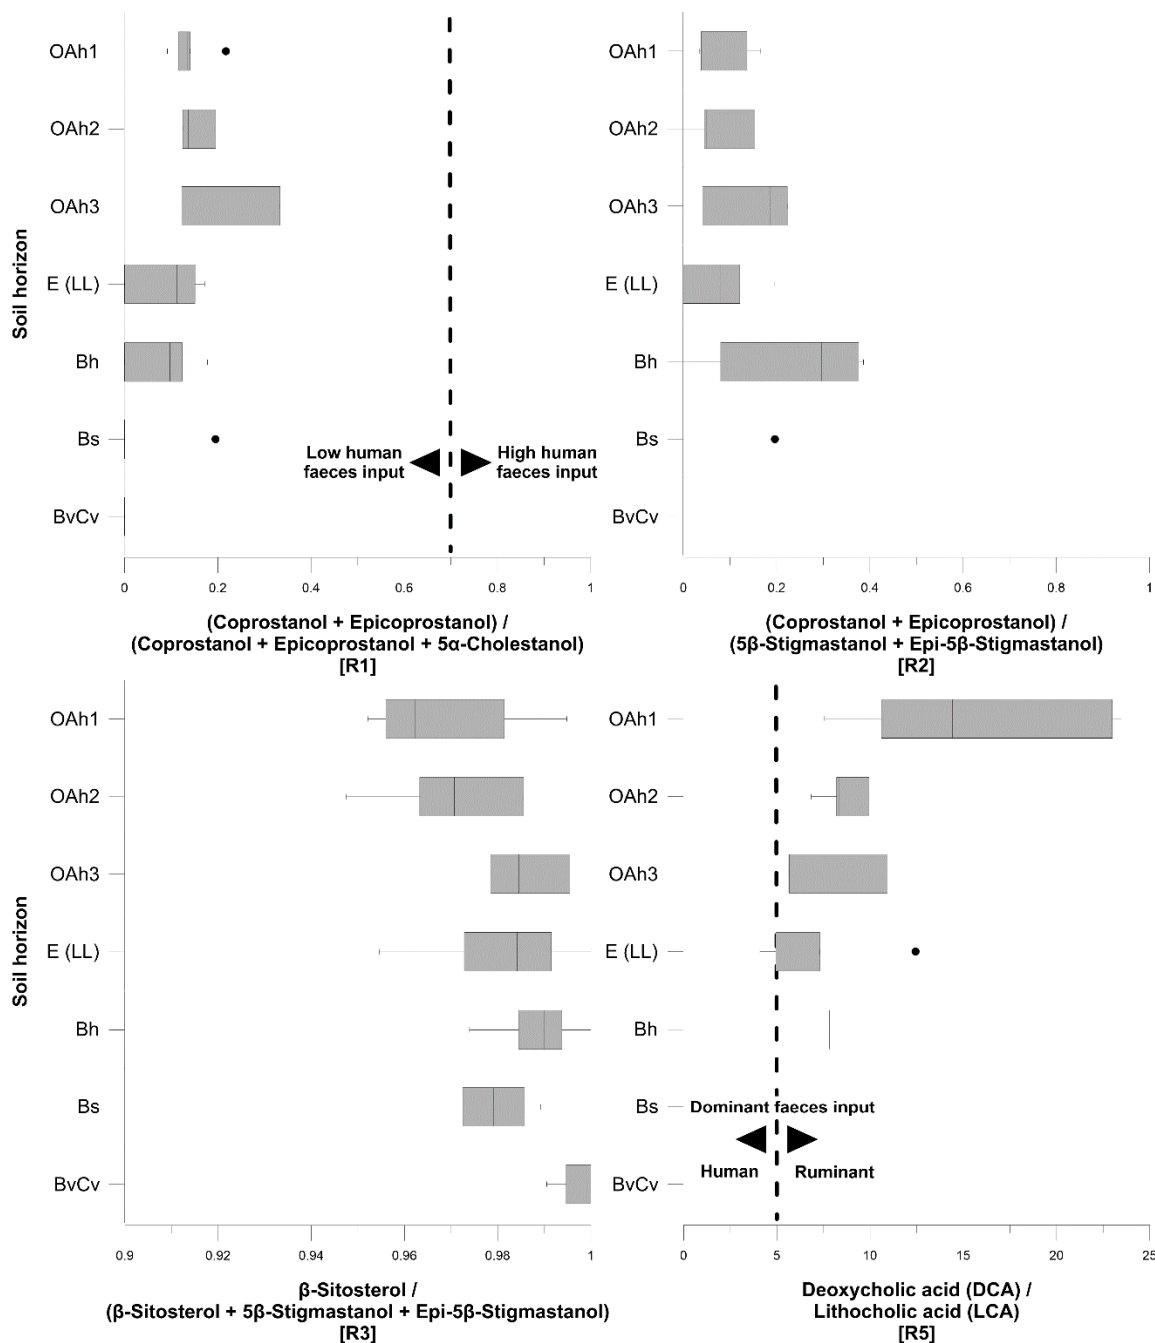 OAh1
OAh2
OAh3
E (LL)
Bh
Bs
BvCv
Soil horizon
Low human
faeces input
High human
faeces input
0 0.2 0.4 0.6 0.8 1
(Coprostanol + Epicoprostanol) /
(Coprostanol + Epicoprostanol + 5α-Cholestanol)
[R1]
OAh1
OAh2
OAh3
E (LL)
Bh
Bs
BvCv
0 0.2 0.4 0.6 0.8 1
(Coprostanol + Epicoprostanol) /
(5β-Stigmastanol + Epi-5β-Stigmastanol)
[R2]
OAh1
OAh2
OAh3
E (LL)
Bh
Bs
BvCv
Soil horizon
0.9 0.92 0.94 0.96 0.98 1
β-Sitosterol /
(β-Sitosterol + 5β-Stigmastanol + Epi-5β-Stigmastanol)
[R3]
OAh1
OAh2
OAh3
E (LL)
Bh
Bs
BvCv
Dominant faeces input
Human
Ruminant
0 5 10 15 20 25
Deoxycholic acid (DCA) /
Lithocholic acid (LCA)
[R5]